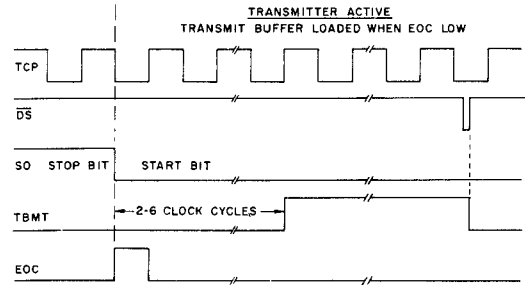 TRANSMITTER ACTIVE
TRANSMIT BUFFER LOADED WHEN EOC LOW
TCP
DS
SO STOP BIT START BIT
2-6 CLOCK CYCLES
TBMT
EOC